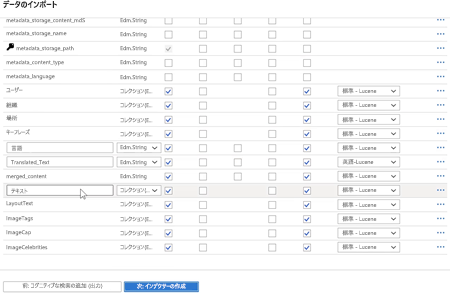 データのインポート
metadata_storage_content_md5 Edm.String
metadata_storage_name Edm.String
metadata_storage_path Edm.String
metadata_content_type Edm.String
metadata_language Edm.String
ユーザー コレクション(E... 標準 - Lucene
組織 コレクション(E... 標準 - Lucene
場所 コレクション(E... 標準 - Lucene
キーフレーズ コレクション(E... 標準 - Lucene
言語 Edm.String 標準 - Lucene
Translated_Text Edm.String 英語-Lucene
merged_content Edm.String 標準 - Lucene
テキスト コレクション(... 標準 - Lucene
LayoutText コレクション(E... 標準 - Lucene
ImageTags コレクション(E... 標準 - Lucene
ImageCap コレクション(E... 標準 - Lucene
ImageCelebrities コレクション(E... 標準 - Lucene
前: コグニティブな検索の追加 (出力) 次: インデクサーの作成